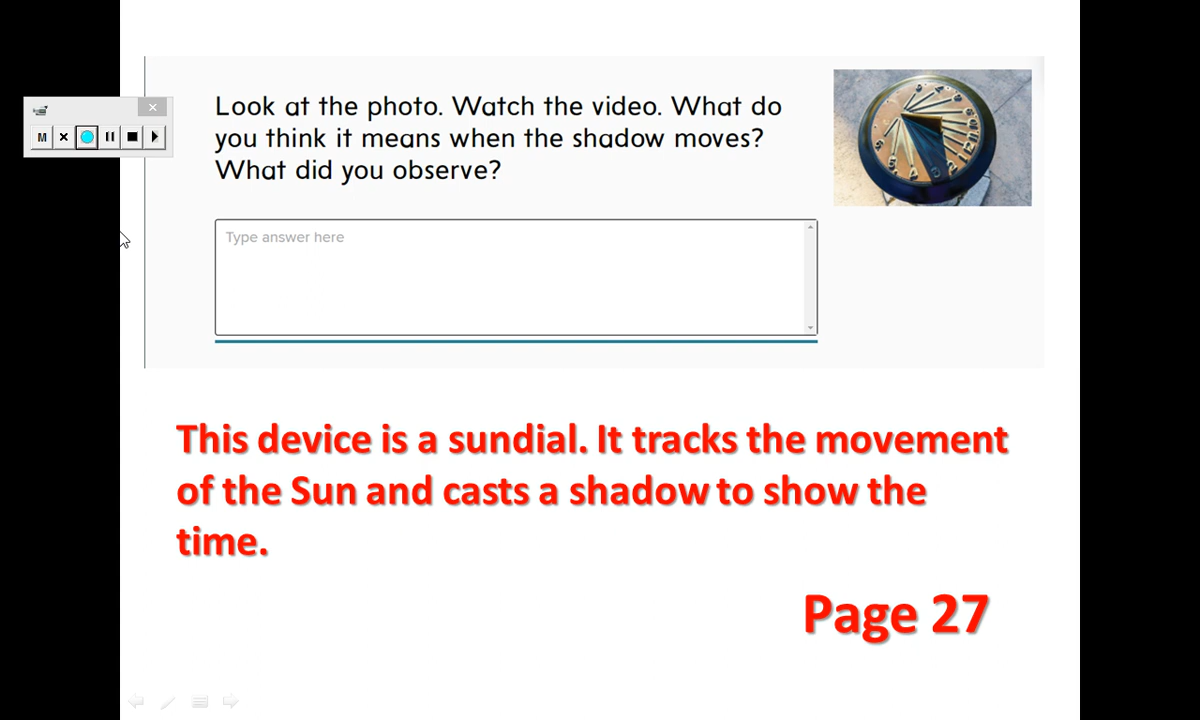 Look at the photo. Watch the video. What do
you think it means when the shadow moves?
What did you observe?
M
Type answer here
This device is a sundial. It tracks the movement
of the Sun and casts a shadow to show the
time.
Page 27